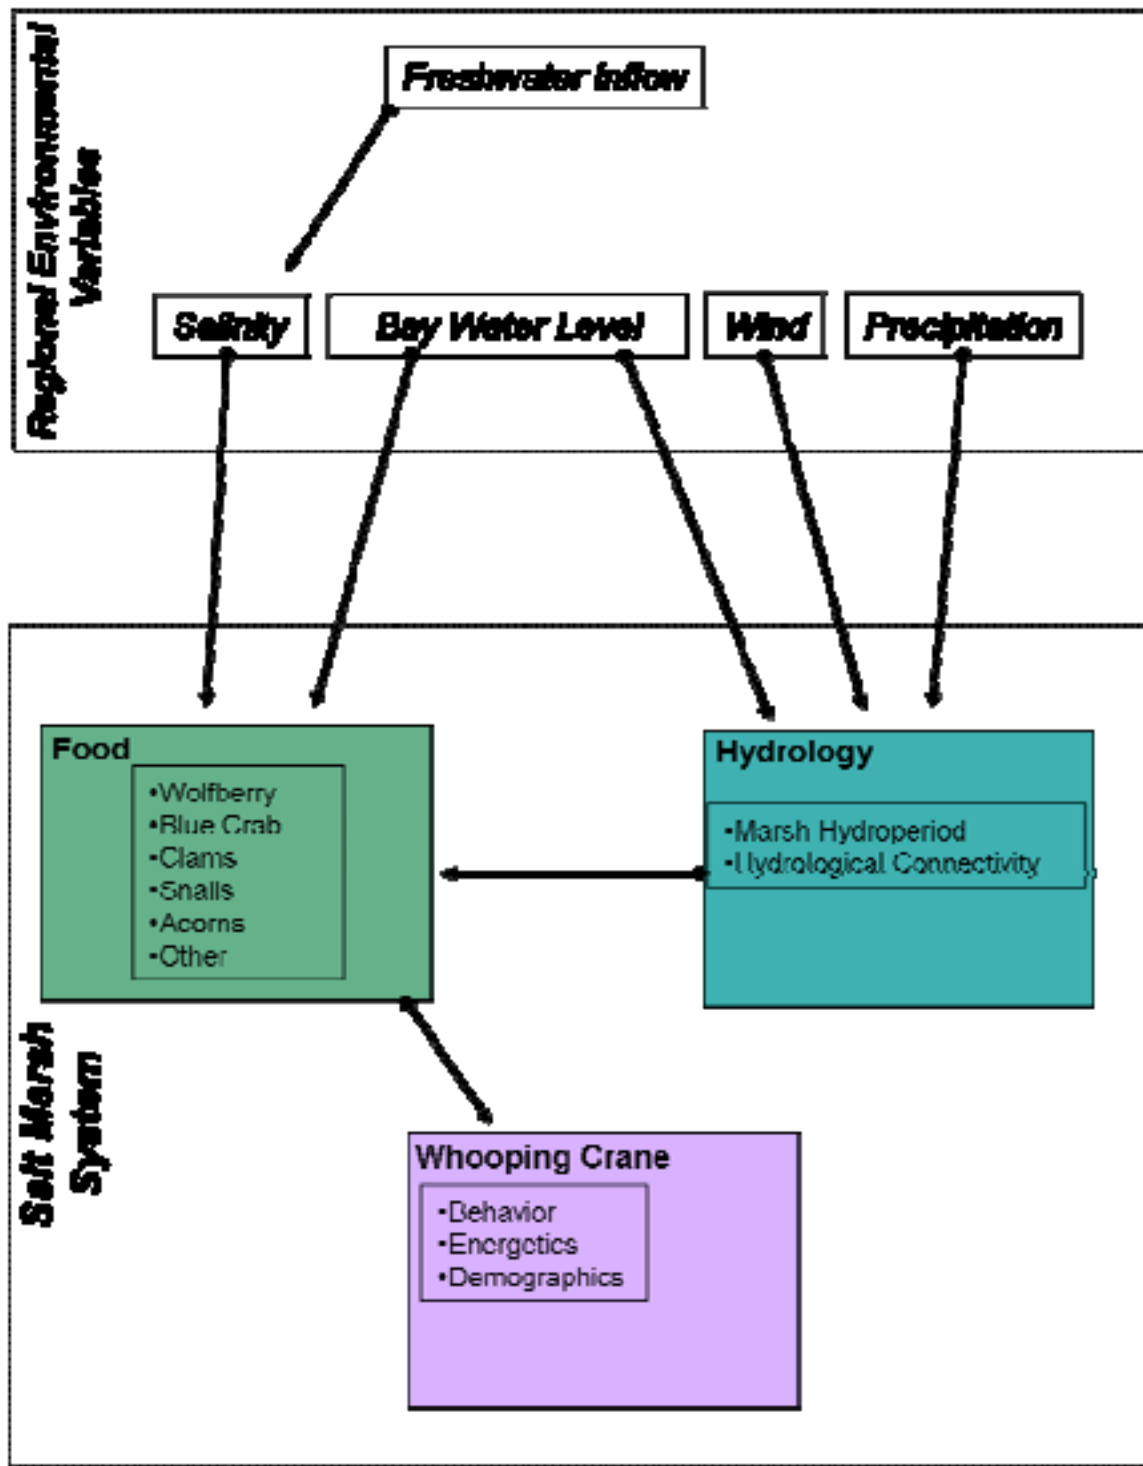 Regional Environmental
Variables
Freshwater Inflow
Salinity
Bay Water Level
Wind
Precipitation
Salt Marsh
System
Food
•Wolfberry
•Blue Crab
•Clams
•Snails
•Acorns
•Other
Hydrology
•Marsh Hydroperiod
•Hydrological Connectivity
Whooping Crane
•Behavior
•Energetics
•Demographics